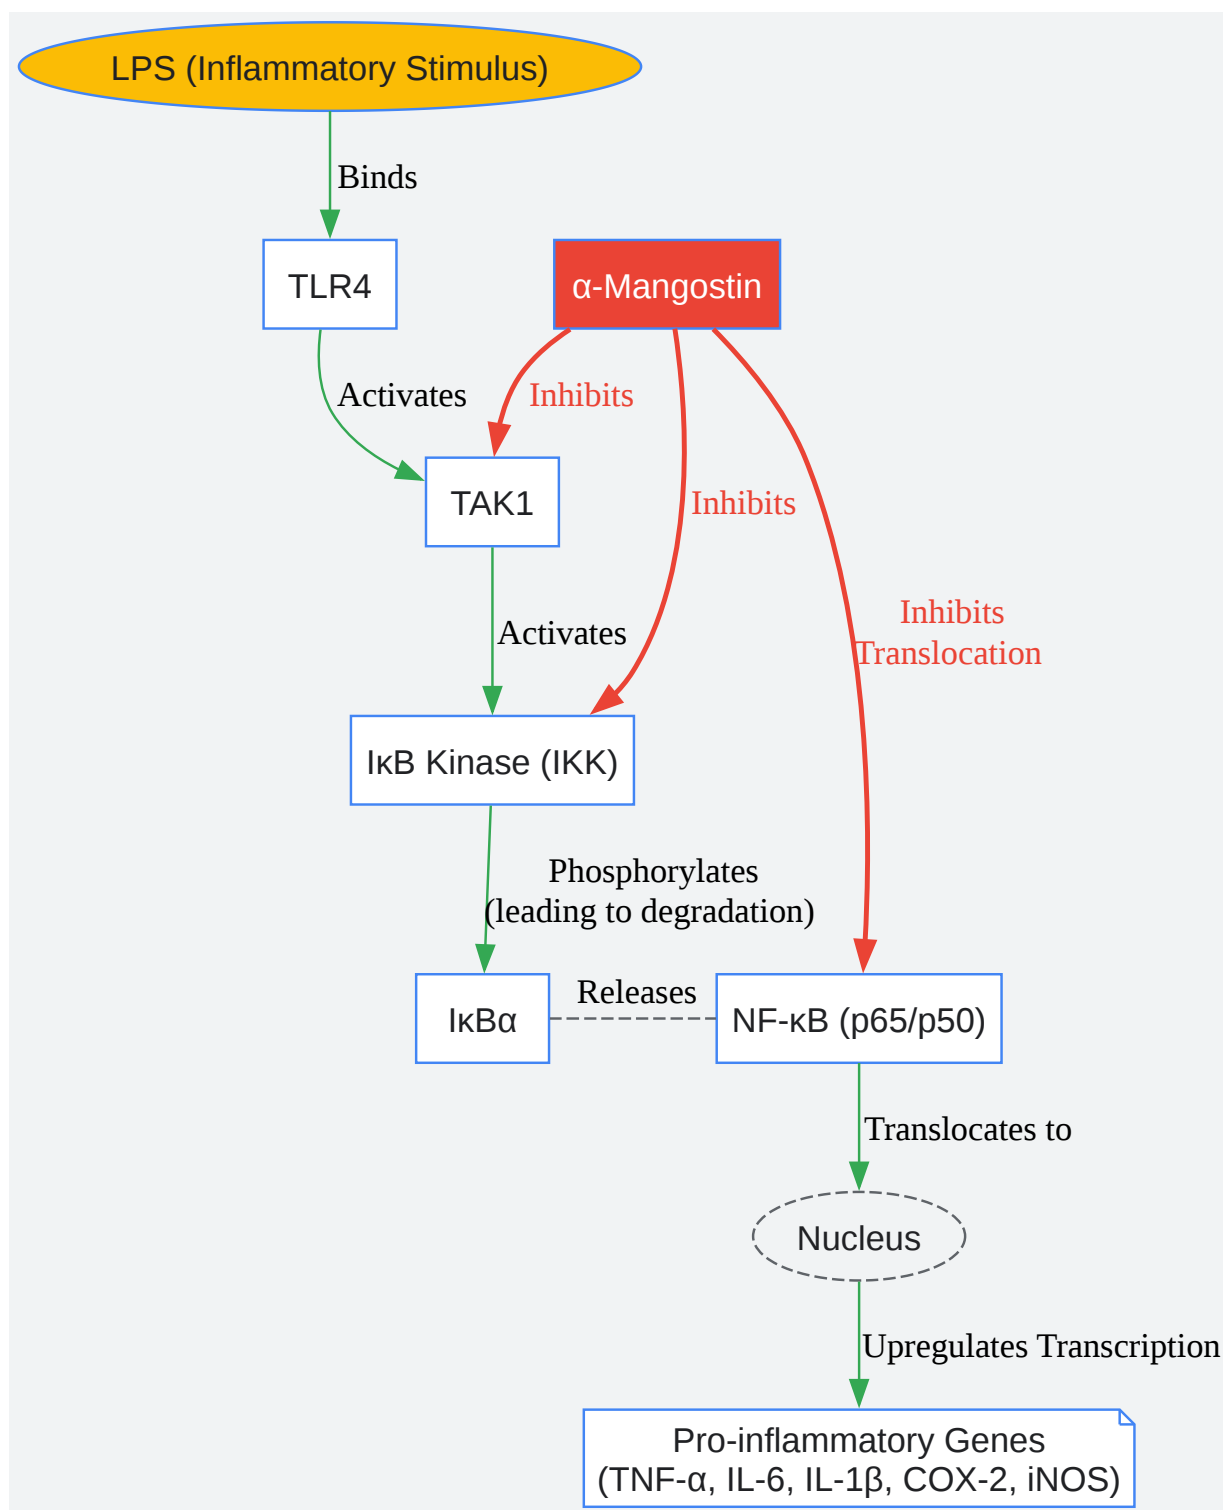 LPS (Inflammatory Stimulus)
Binds
TLR4
α-Mangostin
Activates
Inhibits
TAK1
Inhibits
Inhibits
Translocation
Activates
IκB Kinase (IKK)
Phosphorylates
(leading to degradation)
IκBα
Releases
NF-κB (p65/p50)
Translocates to
Nucleus
Upregulates Transcription
Pro-inflammatory Genes
(TNF-α, IL-6, IL-1β, COX-2, iNOS)